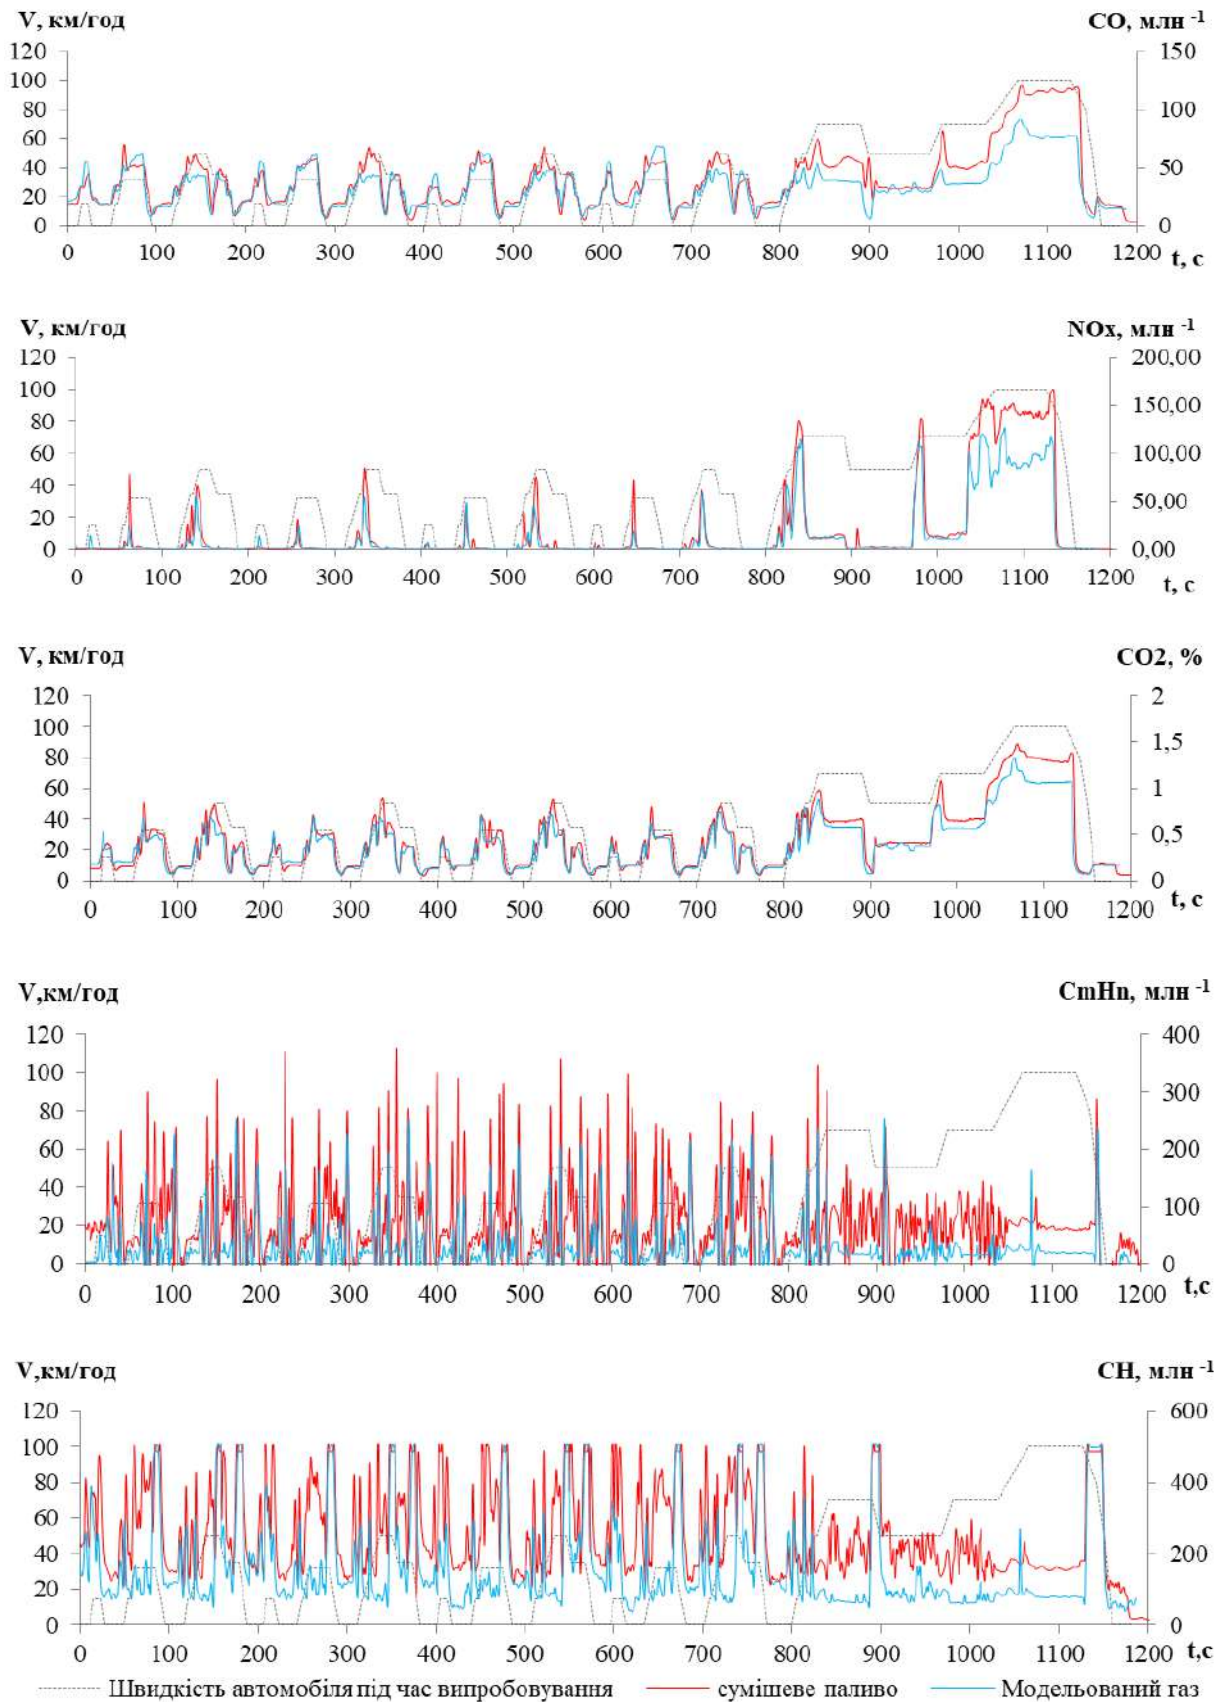 V, км/год CO, млн -1
120 150
100
80 100
60
40 50
20
0 0
0 100 200 300 400 500 600 700 800 900 1000 1100 1200 t, с
V, км/год NOx, млн -1
120 200,00
100
80 150,00
60 100,00
40
20 50,00
0 0,00
0 100 200 300 400 500 600 700 800 900 1000 1100 1200
t, с
V, км/год CO2, %
120 2
100
80 1,5
60 1
40
20 0,5
0 0
0 100 200 300 400 500 600 700 800 900 1000 1100 1200 t, с
V,км/год CmHn, млн -1
120 400
100
80 300
60 200
40
20 100
0 0
0 100 200 300 400 500 600 700 800 900 1000 1100 1200 t,с
V,км/год CH, млн -1
120 600
100
80 400
60
40 200
20
0 0
0 100 200 300 400 500 600 700 800 900 1000 1100 1200 t,с
Швидкість автомобіля під час випробовування сумішеве паливо Модельований газ